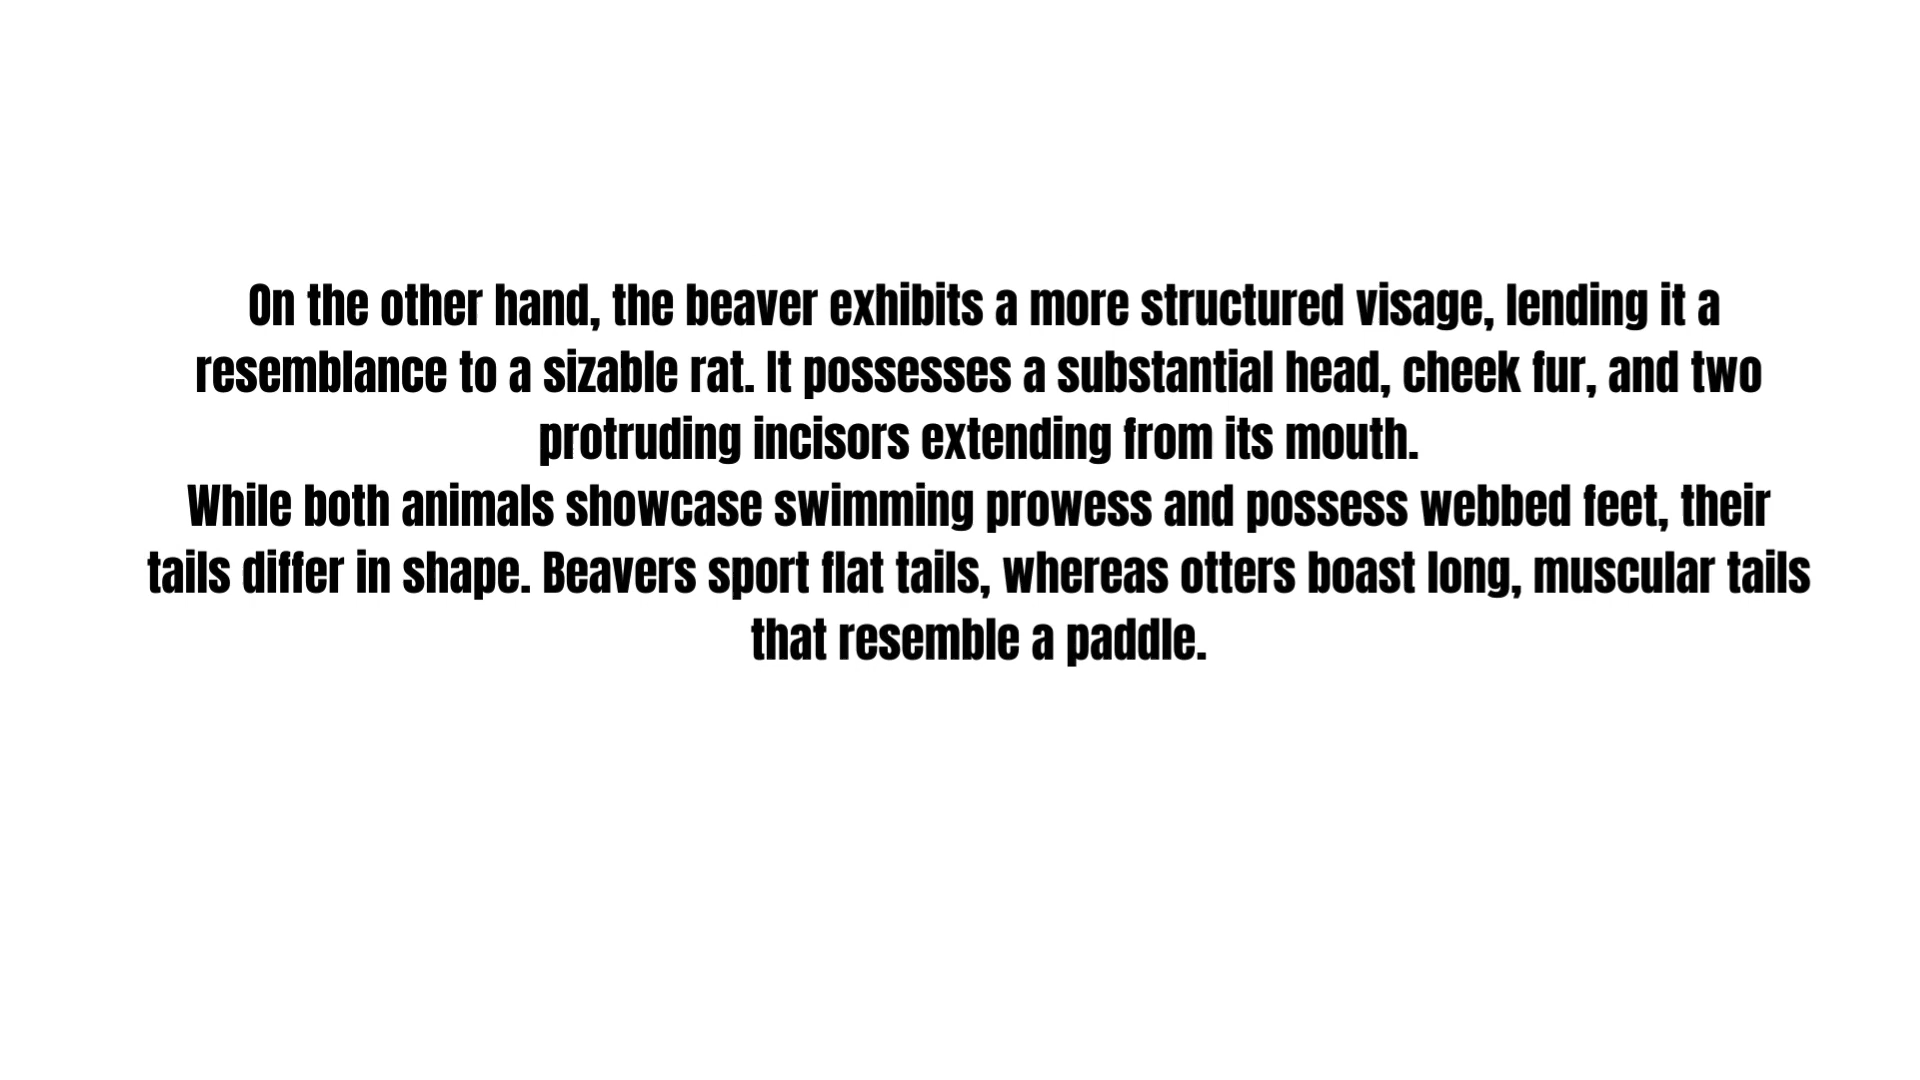 On the other hand, the beaver exhibits a more structured visage, lending it a
resemblance to a sizable rat. It possesses a substantial head, cheek fur, and two
protruding incisors extending from its mouth.
While both animals showcase swimming prowess and possess webbed feet, their
tails differ in shape. Beavers sport flat tails, whereas otters boast long, muscular tails
that resemble a paddle.